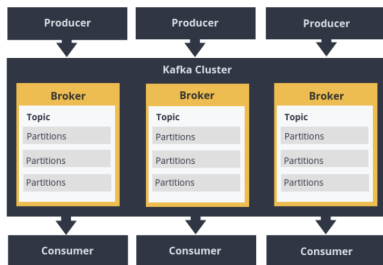 Producer Producer Producer
Kafka Cluster
Broker Broker Broker
Topic Topic Topic
Partitions Partitions Partitions
Partitions Partitions Partitions
Partitions Partitions Partitions
Consumer Consumer Consumer